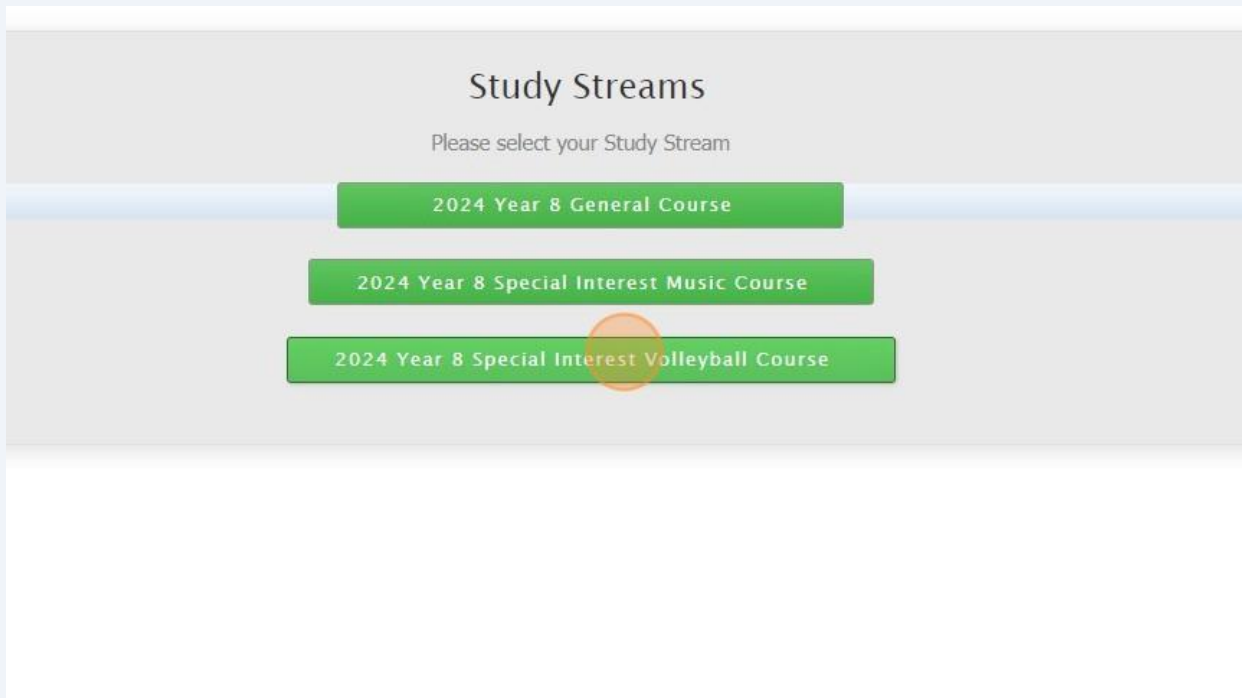 Study Streams
Please select your Study Stream
2024 Year 8 General Course
2024 Year 8 Special Interest Music Course
2024 Year 8 Special Interest Volleyball Course